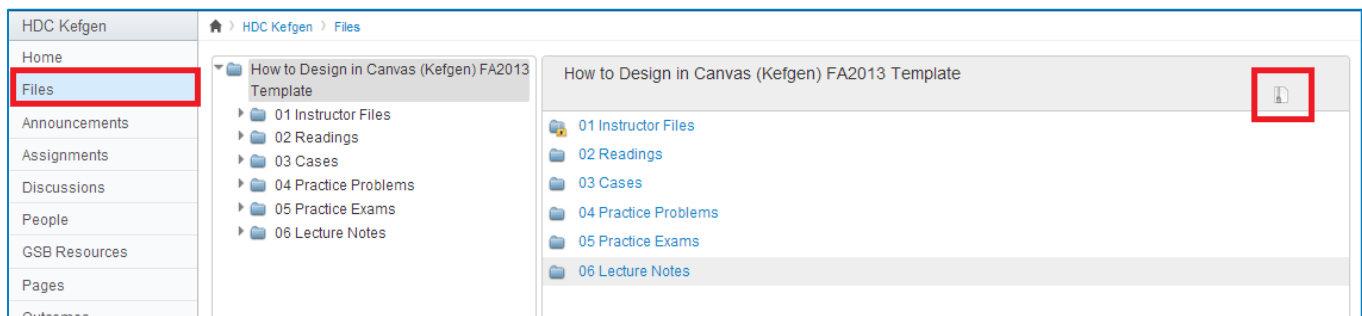 HDC Kefgen
HDC Kefgen > Files
Home
Files
Announcements
Assignments
Discussions
People
GSB Resources
Pages
Outcomes
How to Design in Canvas (Kefgen) FA2013
Template
01 Instructor Files
02 Readings
03 Cases
04 Practice Problems
05 Practice Exams
06 Lecture Notes
How to Design in Canvas (Kefgen) FA2013 Template
01 Instructor Files
02 Readings
03 Cases
04 Practice Problems
05 Practice Exams
06 Lecture Notes